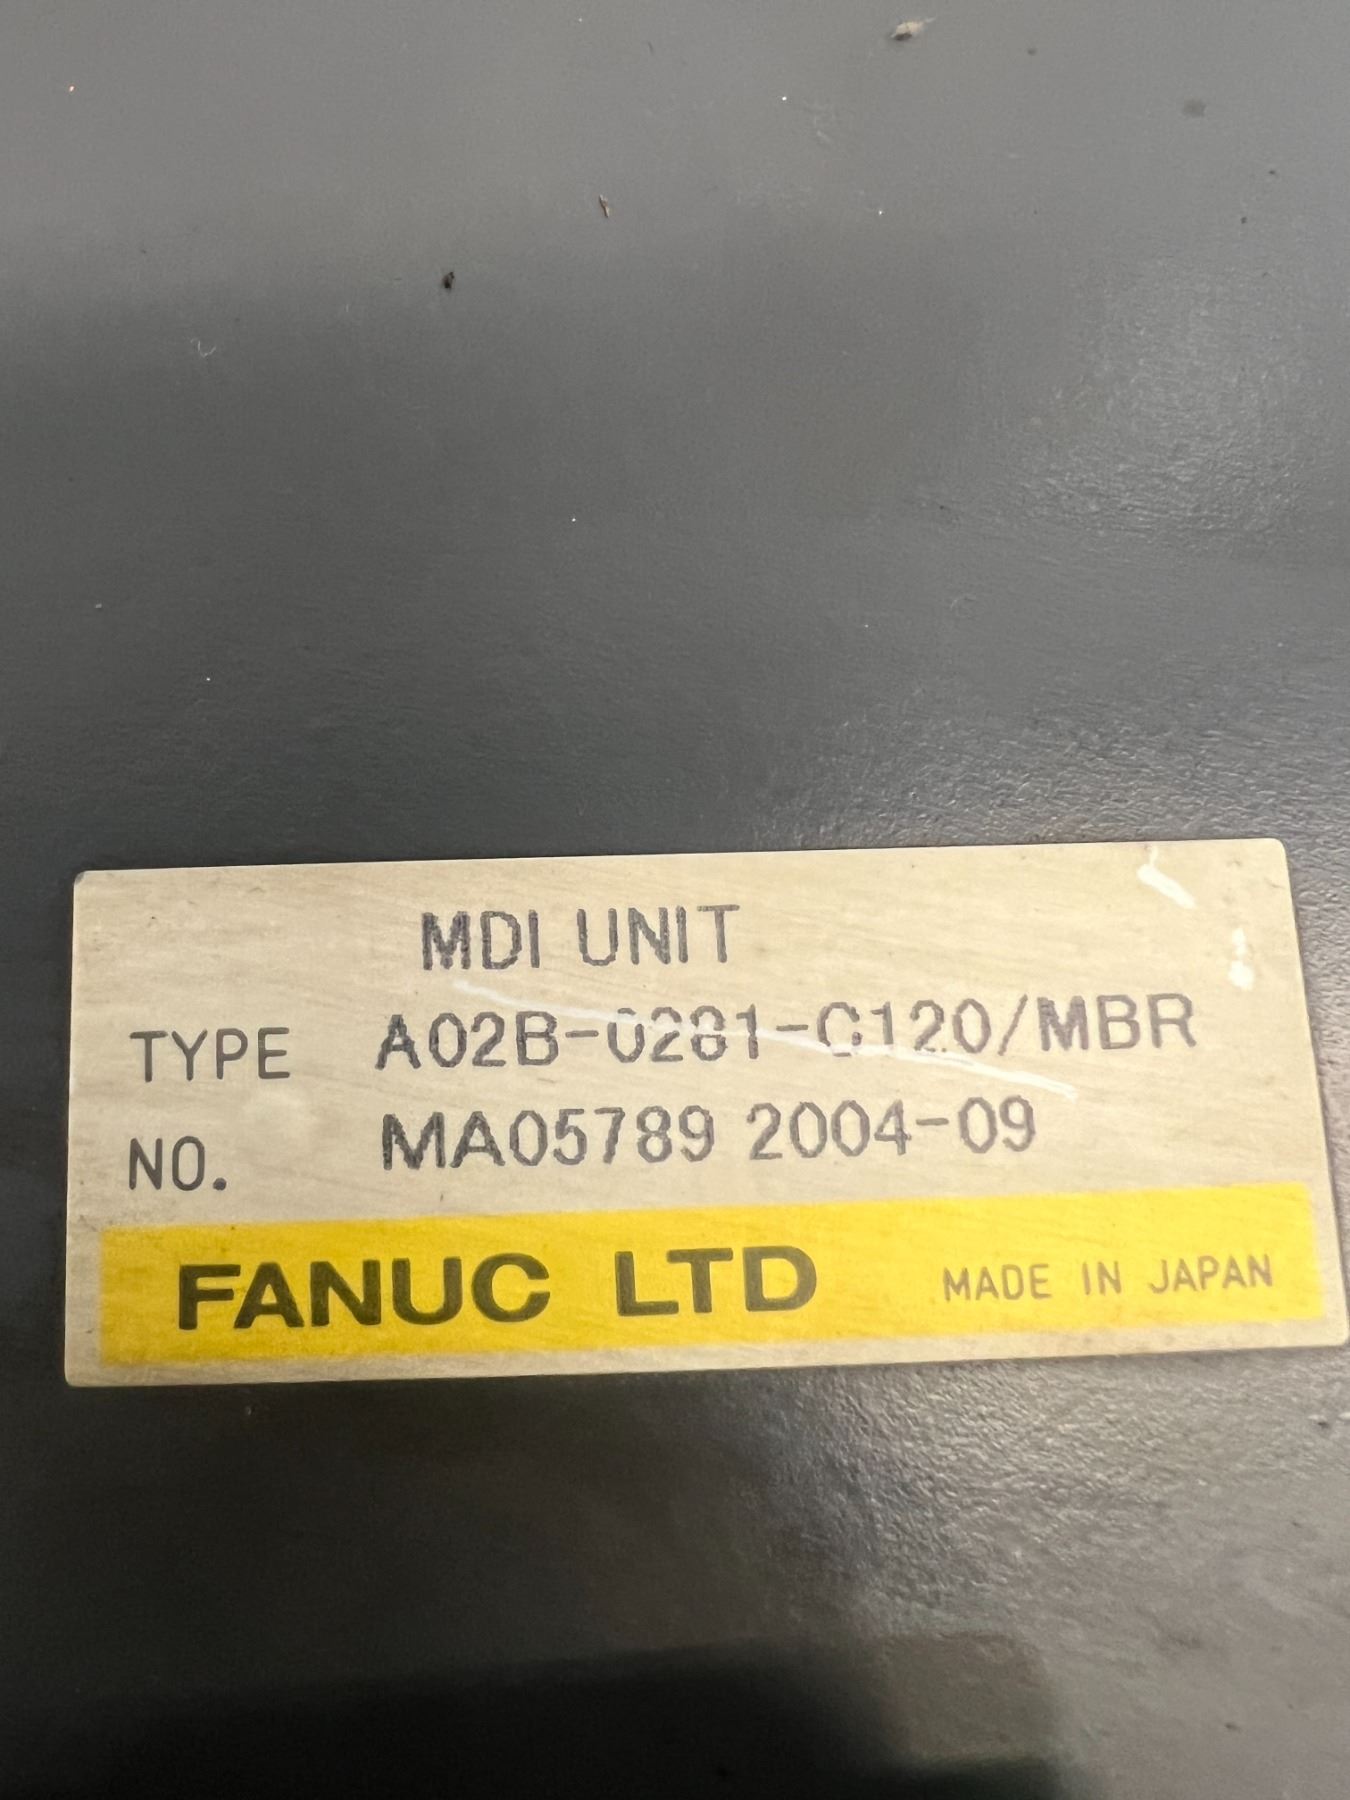 MDI UNIT
TYPE A02B-0281-C120/MBR
NO. MA05789 2004-09
FANUC LTD MADE IN JAPAN